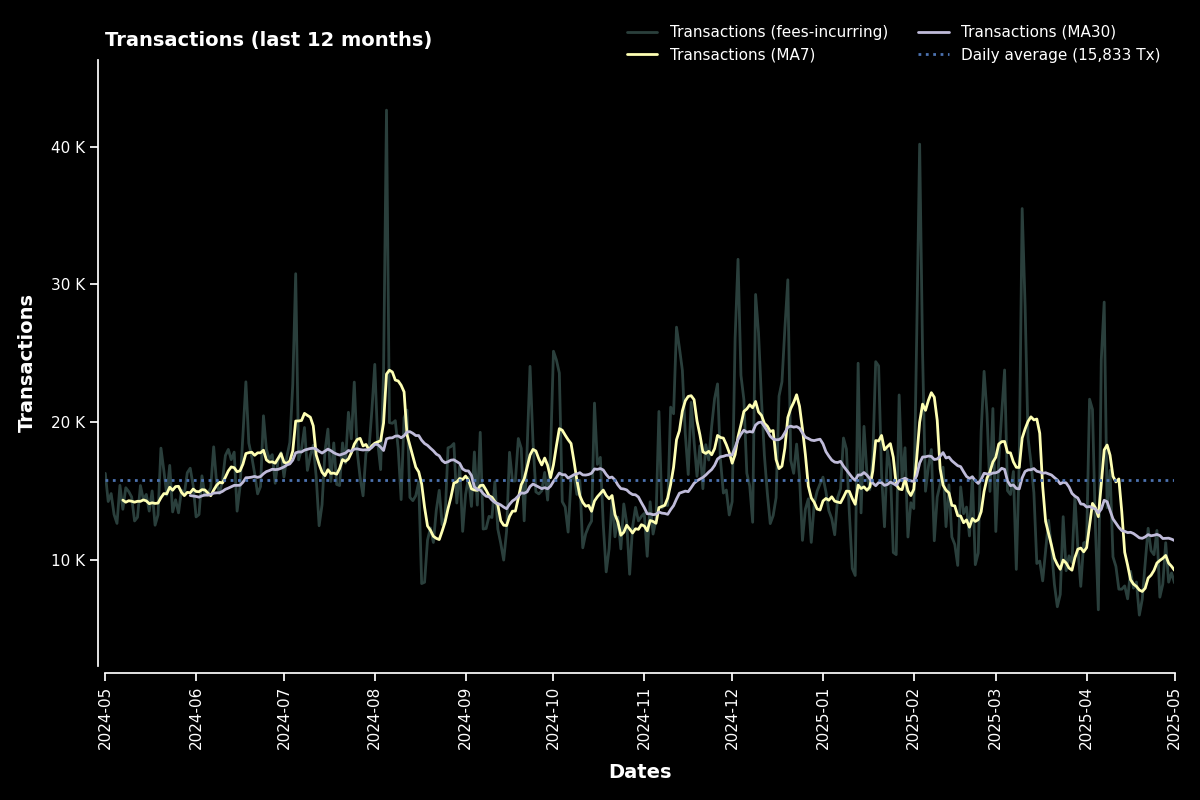 Transactions (last 12 months)
Transactions (fees-incurring)
Transactions (MA7)
Transactions (MA30)
Daily average (15,833 Tx)
Transactions
40 K
30 K
20 K
10 K
2024-05
2024-06
2024-07
2024-08
2024-09
2024-10
2024-11
2024-12
2025-01
2025-02
2025-03
2025-04
2025-05
Dates